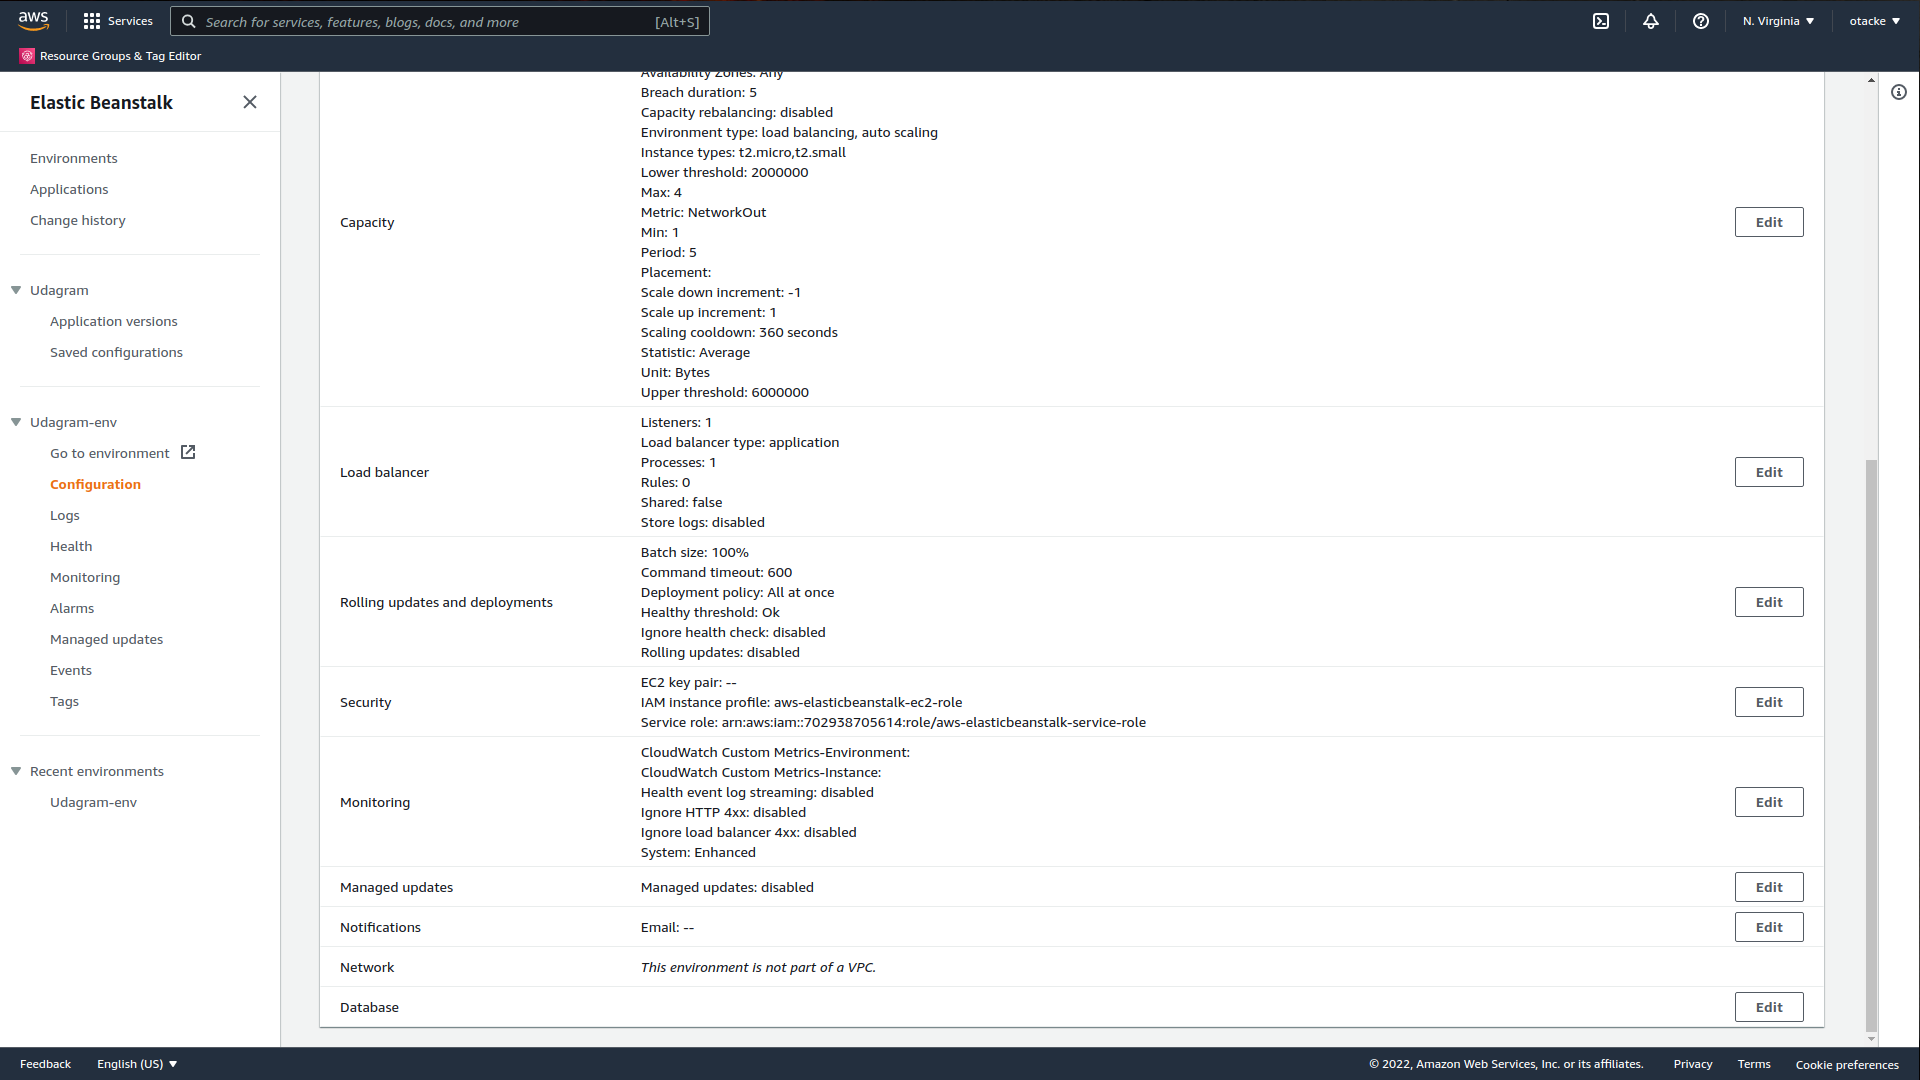 aws
Services
Search for services, features, blogs, docs, and more
[Alt+S]
N. Virginia
otacke
Resource Groups & Tag Editor
Elastic Beanstalk
Environments
Applications
Change history
Udagram
Application versions
Saved configurations
Udagram-env
Go to environment
Configuration
Logs
Health
Monitoring
Alarms
Managed updates
Events
Tags
Recent environments
Udagram-env
Capacity
Availability Zones: Any
Breach duration: 5
Capacity rebalancing: disabled
Environment type: load balancing, auto scaling
Instance types: t2.micro,t2.small
Lower threshold: 2000000
Max: 4
Metric: NetworkOut
Min: 1
Period: 5
Placement:
Scale down increment: -1
Scale up increment: 1
Scaling cooldown: 360 seconds
Statistic: Average
Unit: Bytes
Upper threshold: 6000000
Edit
Load balancer
Listeners: 1
Load balancer type: application
Processes: 1
Rules: 0
Shared: false
Store logs: disabled
Edit
Rolling updates and deployments
Batch size: 100%
Command timeout: 600
Deployment policy: All at once
Healthy threshold: Ok
Ignore health check: disabled
Rolling updates: disabled
Edit
Security
EC2 key pair: --
IAM instance profile: aws-elasticbeanstalk-ec2-role
Service role: arn:aws:iam::702938705614:role/aws-elasticbeanstalk-service-role
Edit
Monitoring
CloudWatch Custom Metrics-Environment:
CloudWatch Custom Metrics-Instance:
Health event log streaming: disabled
Ignore HTTP 4xx: disabled
Ignore load balancer 4xx: disabled
System: Enhanced
Edit
Managed updates
Managed updates: disabled
Edit
Notifications
Email: --
Edit
Network
This environment is not part of a VPC.
Database
Edit
Feedback
English (US)
© 2022, Amazon Web Services, Inc. or its affiliates.
Privacy
Terms
Cookie preferences